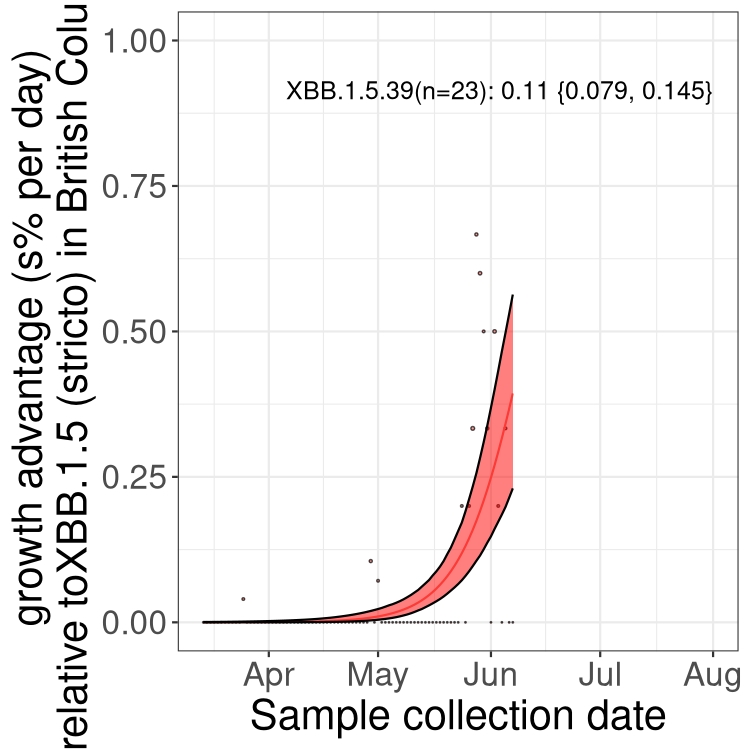 growth advantage (s% per day)
relative toXBB.1.5 (stricto) in British Colu
1.00
0.75
0.50
0.25
0.00
XBB.1.5.39(n=23): 0.11 {0.079, 0.145}
Apr May Jun Jul Aug
Sample collection date